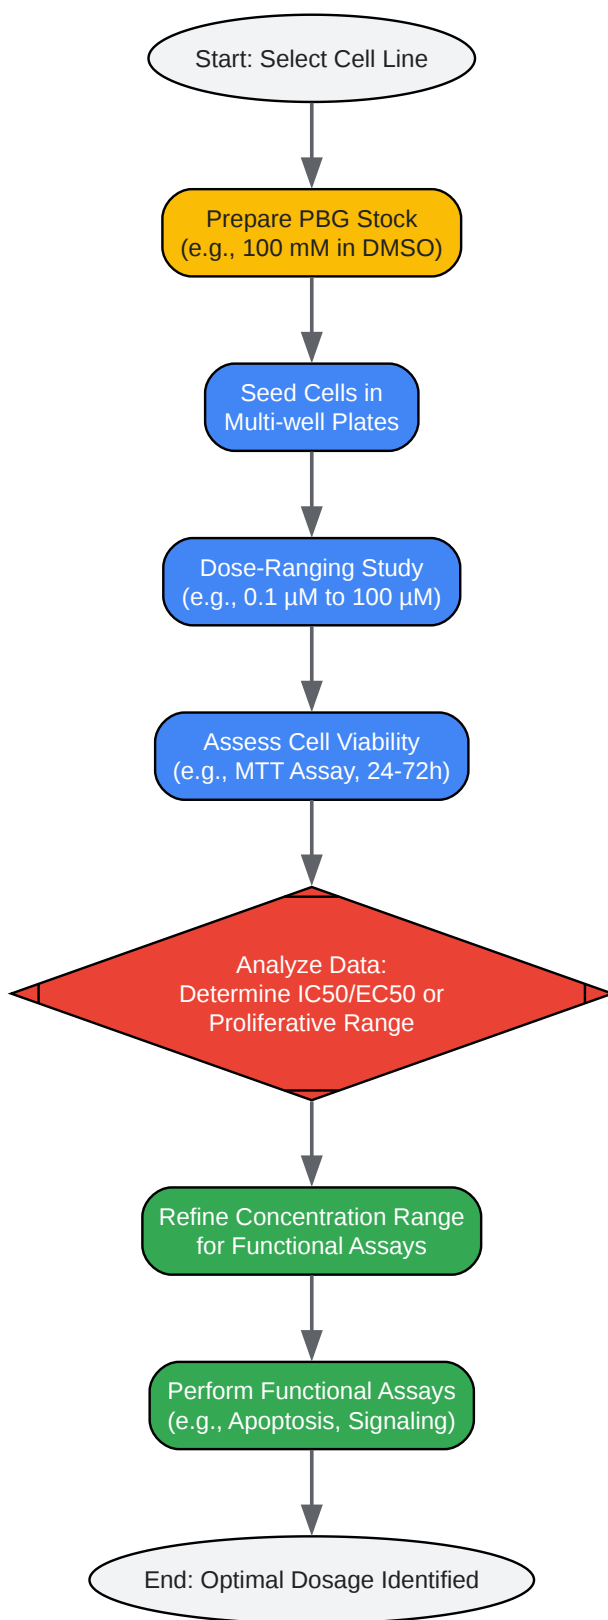 Start: Select Cell Line
Prepare PBG Stock
(e.g., 100 mM in DMSO)
Seed Cells in
Multi-well Plates
Dose-Ranging Study
(e.g., 0.1 µM to 100 µM)
Assess Cell Viability
(e.g., MTT Assay, 24-72h)
Analyze Data:
Determine IC50/EC50 or
Proliferative Range
Refine Concentration Range
for Functional Assays
Perform Functional Assays
(e.g., Apoptosis, Signaling)
End: Optimal Dosage Identified